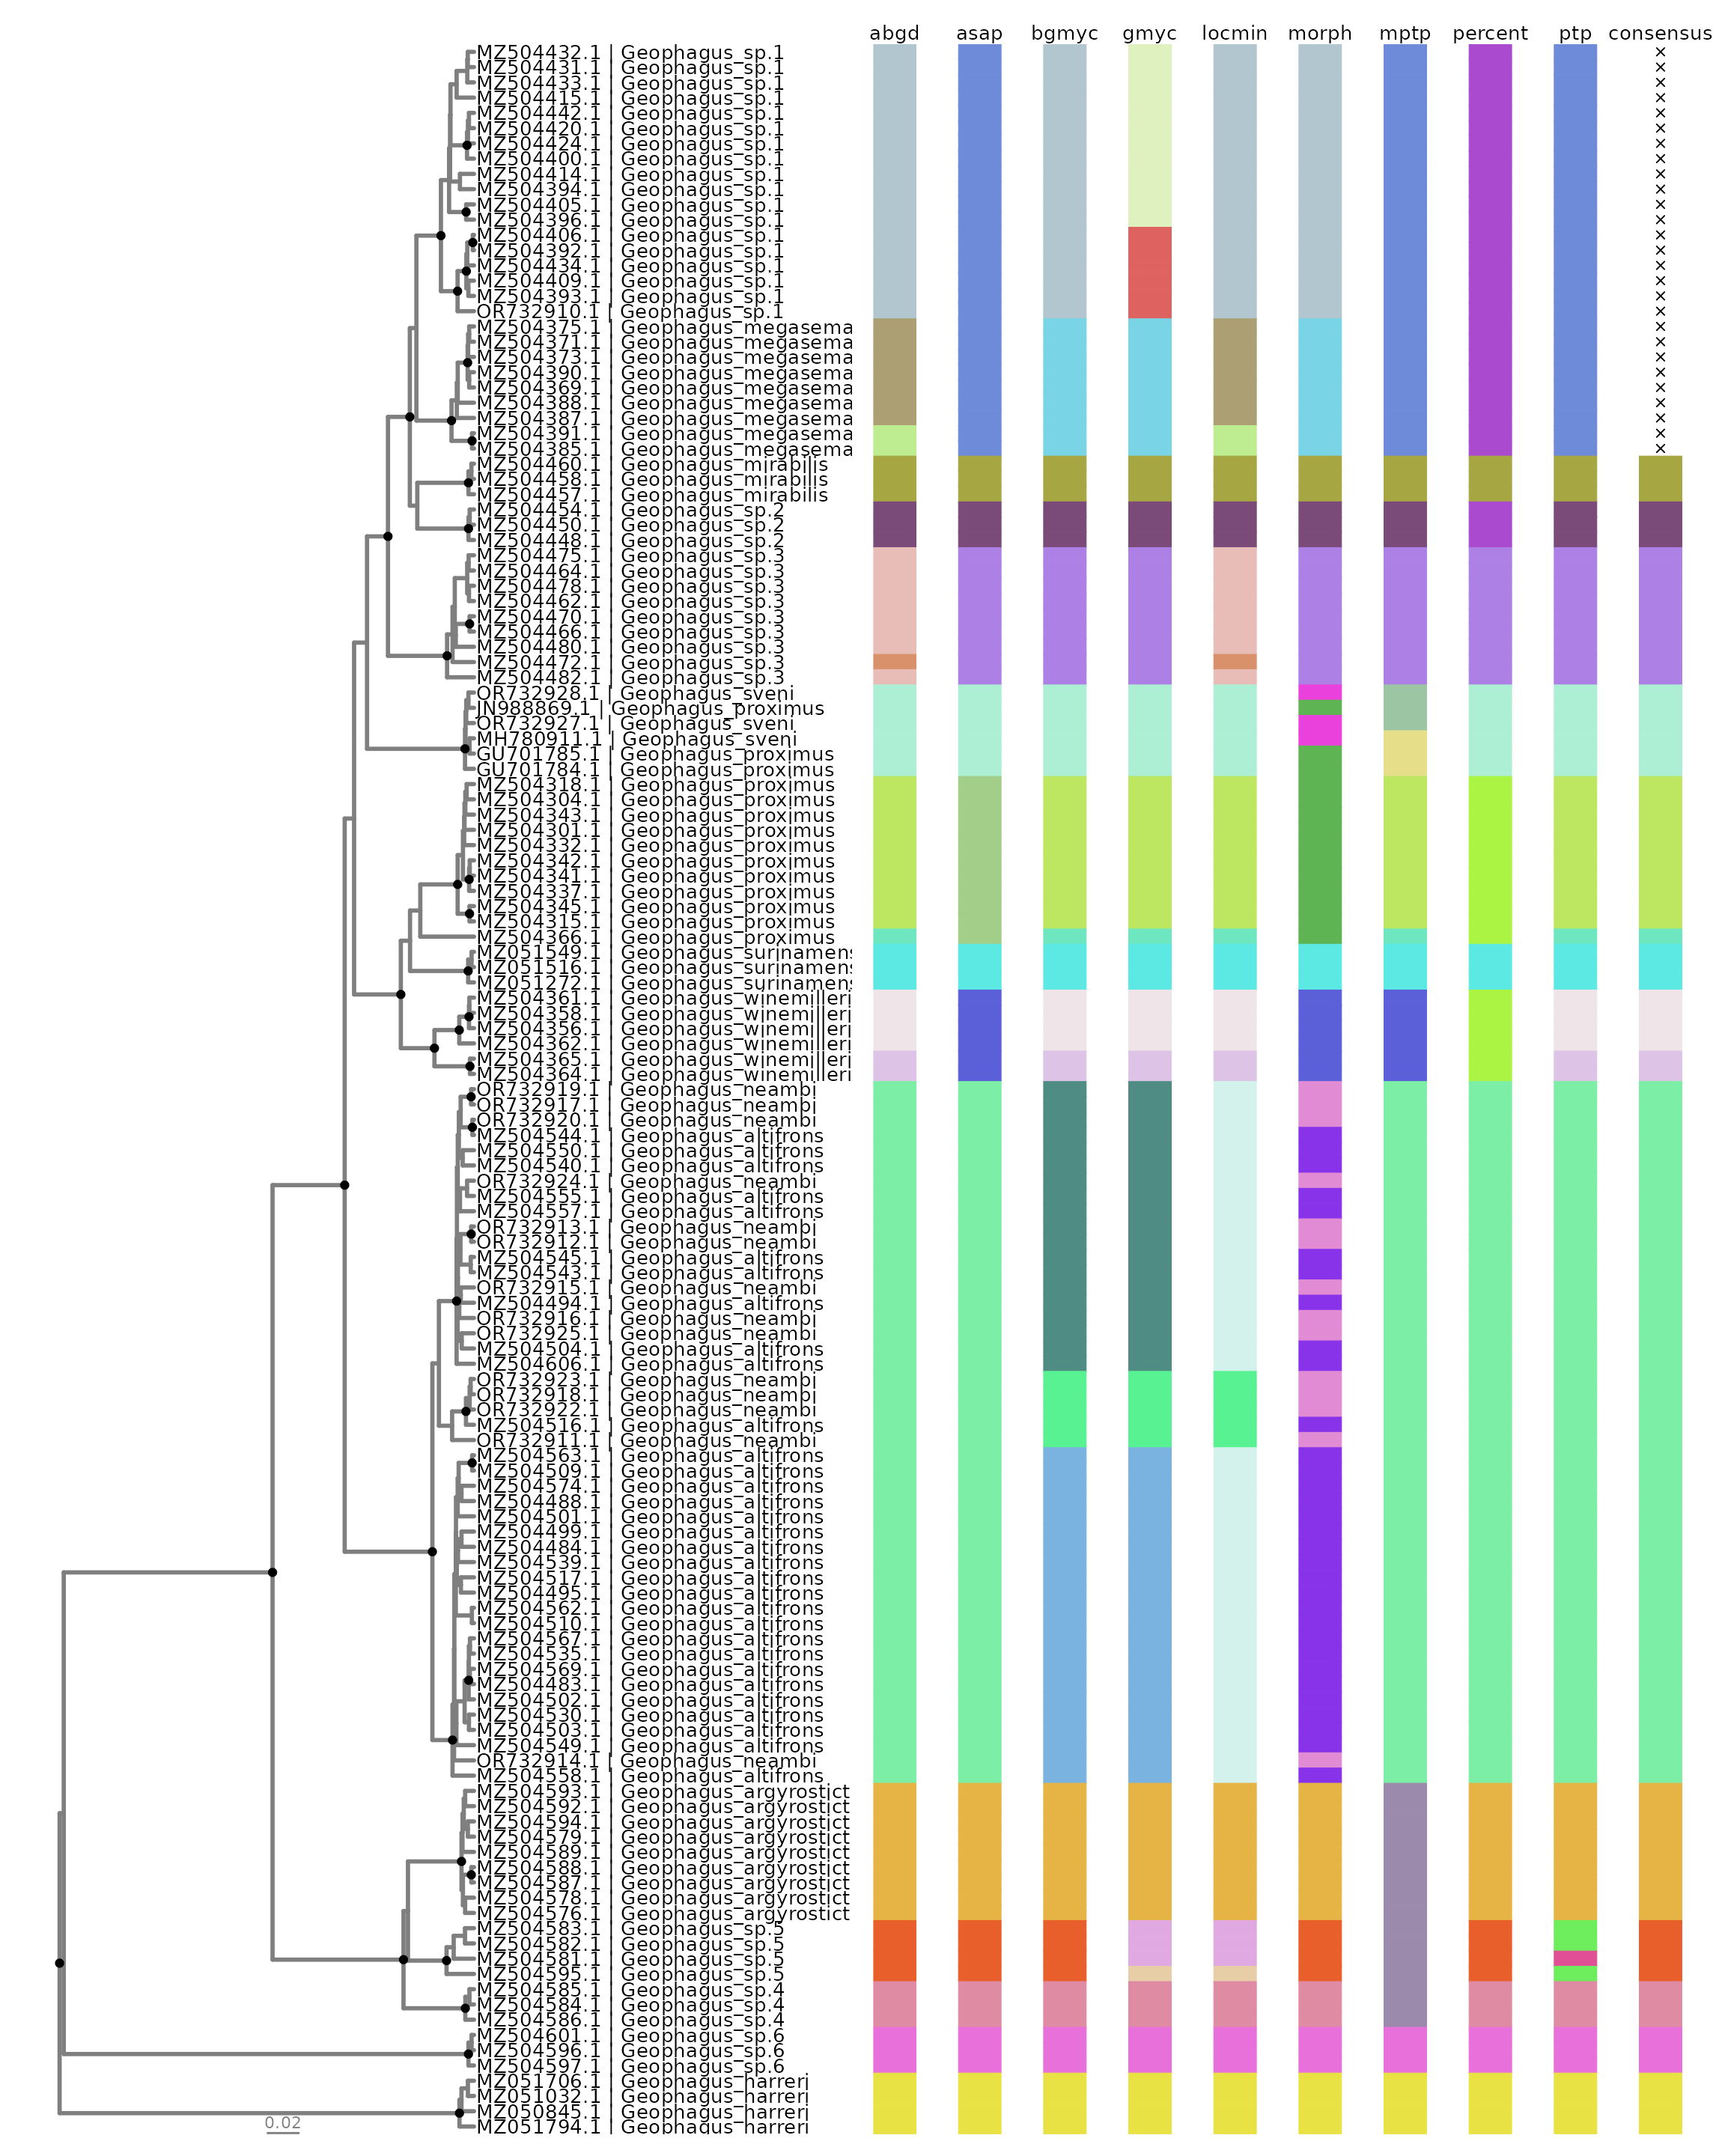 abgd asap bgmyc gmyc locmin morph mptp percent ptp consensus
MZ504432.1 | Geophagus_sp.1 ×
MZ504431.1 | Geophagus_sp.1 ×
MZ504433.1 | Geophagus_sp.1 ×
MZ504415.1 | Geophagus_sp.1 ×
MZ504442.1 | Geophagus_sp.1 ×
MZ504420.1 | Geophagus_sp.1 ×
MZ504424.1 | Geophagus_sp.1 ×
MZ504400.1 | Geophagus_sp.1 ×
MZ504414.1 | Geophagus_sp.1 ×
MZ504394.1 | Geophagus_sp.1 ×
MZ504405.1 | Geophagus_sp.1 ×
MZ504396.1 | Geophagus_sp.1 ×
MZ504406.1 | Geophagus_sp.1 ×
MZ504392.1 | Geophagus_sp.1 ×
MZ504434.1 | Geophagus_sp.1 ×
MZ504409.1 | Geophagus_sp.1 ×
MZ504393.1 | Geophagus_sp.1 ×
OR732910.1 | Geophagus_sp.1 ×
MZ504375.1 | Geophagus_megasema ×
MZ504371.1 | Geophagus_megasema ×
MZ504373.1 | Geophagus_megasema ×
MZ504390.1 | Geophagus_megasema ×
MZ504369.1 | Geophagus_megasema ×
MZ504388.1 | Geophagus_megasema ×
MZ504387.1 | Geophagus_megasema ×
MZ504391.1 | Geophagus_megasema ×
MZ504385.1 | Geophagus_megasema ×
MZ504460.1 | Geophagus_mirabilis
MZ504458.1 | Geophagus_mirabilis
MZ504457.1 | Geophagus_mirabilis
MZ504454.1 | Geophagus_sp.2
MZ504450.1 | Geophagus_sp.2
MZ504448.1 | Geophagus_sp.2
MZ504475.1 | Geophagus_sp.3
MZ504464.1 | Geophagus_sp.3
MZ504478.1 | Geophagus_sp.3
MZ504462.1 | Geophagus_sp.3
MZ504470.1 | Geophagus_sp.3
MZ504466.1 | Geophagus_sp.3
MZ504480.1 | Geophagus_sp.3
MZ504472.1 | Geophagus_sp.3
MZ504482.1 | Geophagus_sp.3
OR732928.1 | Geophagus_sveni
JN988869.1 | Geophagus_proximus
OR732927.1 | Geophagus_sveni
MH780911.1 | Geophagus_sveni
GU701785.1 | Geophagus_proximus
GU701784.1 | Geophagus_proximus
MZ504318.1 | Geophagus_proximus
MZ504304.1 | Geophagus_proximus
MZ504343.1 | Geophagus_proximus
MZ504301.1 | Geophagus_proximus
MZ504332.1 | Geophagus_proximus
MZ504342.1 | Geophagus_proximus
MZ504341.1 | Geophagus_proximus
MZ504337.1 | Geophagus_proximus
MZ504345.1 | Geophagus_proximus
MZ504315.1 | Geophagus_proximus
MZ504366.1 | Geophagus_proximus
MZ051549.1 | Geophagus_surinamens
MZ051516.1 | Geophagus_surinamens
MZ051272.1 | Geophagus_surinamens
MZ504361.1 | Geophagus_winemilleri
MZ504358.1 | Geophagus_winemilleri
MZ504356.1 | Geophagus_winemilleri
MZ504362.1 | Geophagus_winemilleri
MZ504365.1 | Geophagus_winemilleri
MZ504364.1 | Geophagus_winemilleri
OR732919.1 | Geophagus_neambi
OR732917.1 | Geophagus_neambi
OR732920.1 | Geophagus_neambi
MZ504544.1 | Geophagus_altifrons
MZ504550.1 | Geophagus_altifrons
MZ504540.1 | Geophagus_altifrons
OR732924.1 | Geophagus_neambi
MZ504555.1 | Geophagus_altifrons
MZ504557.1 | Geophagus_altifrons
OR732913.1 | Geophagus_neambi
OR732912.1 | Geophagus_neambi
MZ504545.1 | Geophagus_altifrons
MZ504543.1 | Geophagus_altifrons
OR732915.1 | Geophagus_neambi
MZ504494.1 | Geophagus_altifrons
OR732916.1 | Geophagus_neambi
OR732925.1 | Geophagus_neambi
MZ504504.1 | Geophagus_altifrons
MZ504606.1 | Geophagus_altifrons
OR732923.1 | Geophagus_neambi
OR732918.1 | Geophagus_neambi
OR732922.1 | Geophagus_neambi
MZ504516.1 | Geophagus_altifrons
OR732911.1 | Geophagus_neambi
MZ504563.1 | Geophagus_altifrons
MZ504509.1 | Geophagus_altifrons
MZ504574.1 | Geophagus_altifrons
MZ504488.1 | Geophagus_altifrons
MZ504501.1 | Geophagus_altifrons
MZ504499.1 | Geophagus_altifrons
MZ504484.1 | Geophagus_altifrons
MZ504539.1 | Geophagus_altifrons
MZ504517.1 | Geophagus_altifrons
MZ504495.1 | Geophagus_altifrons
MZ504562.1 | Geophagus_altifrons
MZ504510.1 | Geophagus_altifrons
MZ504567.1 | Geophagus_altifrons
MZ504535.1 | Geophagus_altifrons
MZ504569.1 | Geophagus_altifrons
MZ504483.1 | Geophagus_altifrons
MZ504502.1 | Geophagus_altifrons
MZ504530.1 | Geophagus_altifrons
MZ504503.1 | Geophagus_altifrons
MZ504549.1 | Geophagus_altifrons
OR732914.1 | Geophagus_neambi
MZ504558.1 | Geophagus_altifrons
MZ504593.1 | Geophagus_argyrostict
MZ504592.1 | Geophagus_argyrostict
MZ504594.1 | Geophagus_argyrostict
MZ504579.1 | Geophagus_argyrostict
MZ504589.1 | Geophagus_argyrostict
MZ504588.1 | Geophagus_argyrostict
MZ504587.1 | Geophagus_argyrostict
MZ504578.1 | Geophagus_argyrostict
MZ504576.1 | Geophagus_argyrostict
MZ504583.1 | Geophagus_sp.5
MZ504582.1 | Geophagus_sp.5
MZ504581.1 | Geophagus_sp.5
MZ504595.1 | Geophagus_sp.5
MZ504585.1 | Geophagus_sp.4
MZ504584.1 | Geophagus_sp.4
MZ504586.1 | Geophagus_sp.4
MZ504601.1 | Geophagus_sp.6
MZ504596.1 | Geophagus_sp.6
MZ504597.1 | Geophagus_sp.6
MZ051706.1 | Geophagus_harreri
MZ051032.1 | Geophagus_harreri
MZ050845.1 | Geophagus_harreri
MZ051794.1 | Geophagus_harreri
0.02